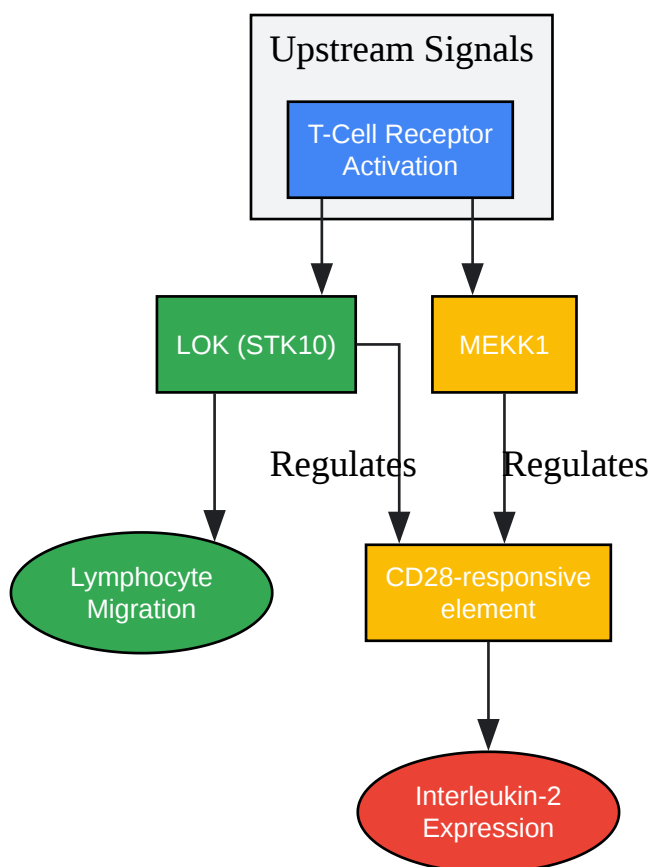 Upstream Signals
T-Cell Receptor
Activation
LOK (STK10)
MEKK1
Regulates
Regulates
Lymphocyte
Migration
CD28-responsive
element
Interleukin-2
Expression